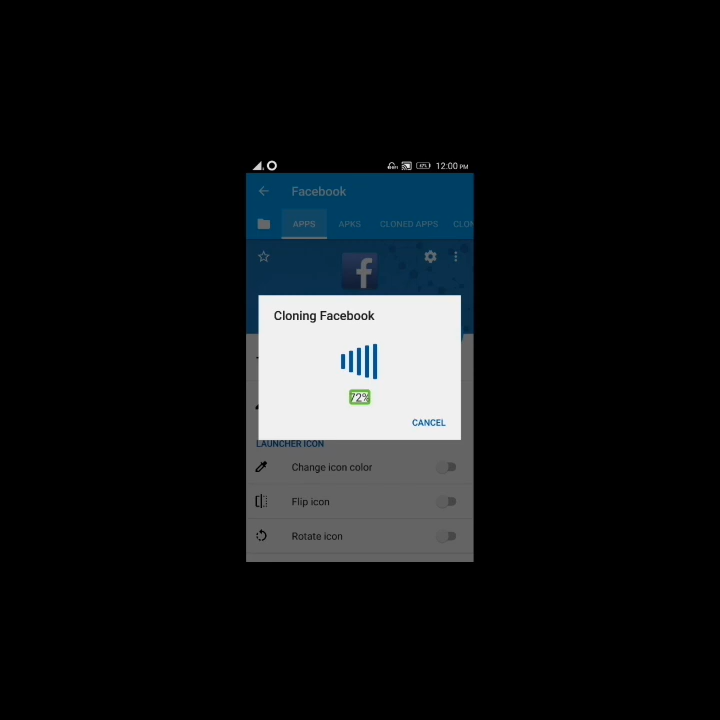 12:00 PM
Facebook
APPS APKS CLONED APPS CLON
f
Cloning Facebook
72%
CANCEL
LAUNCHER ICON
Change icon color
Flip icon
Rotate icon